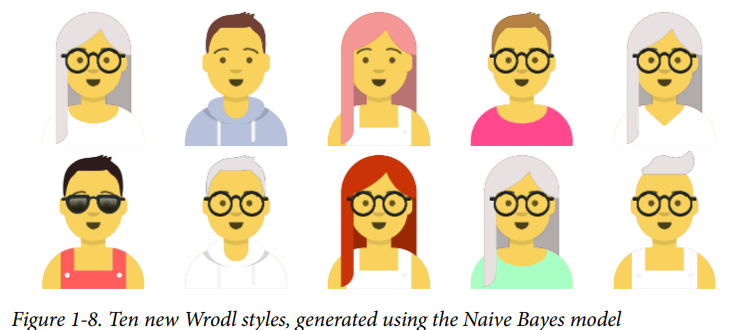 Figure 1-8. Ten new Wrodl styles, generated using the Naive Bayes model